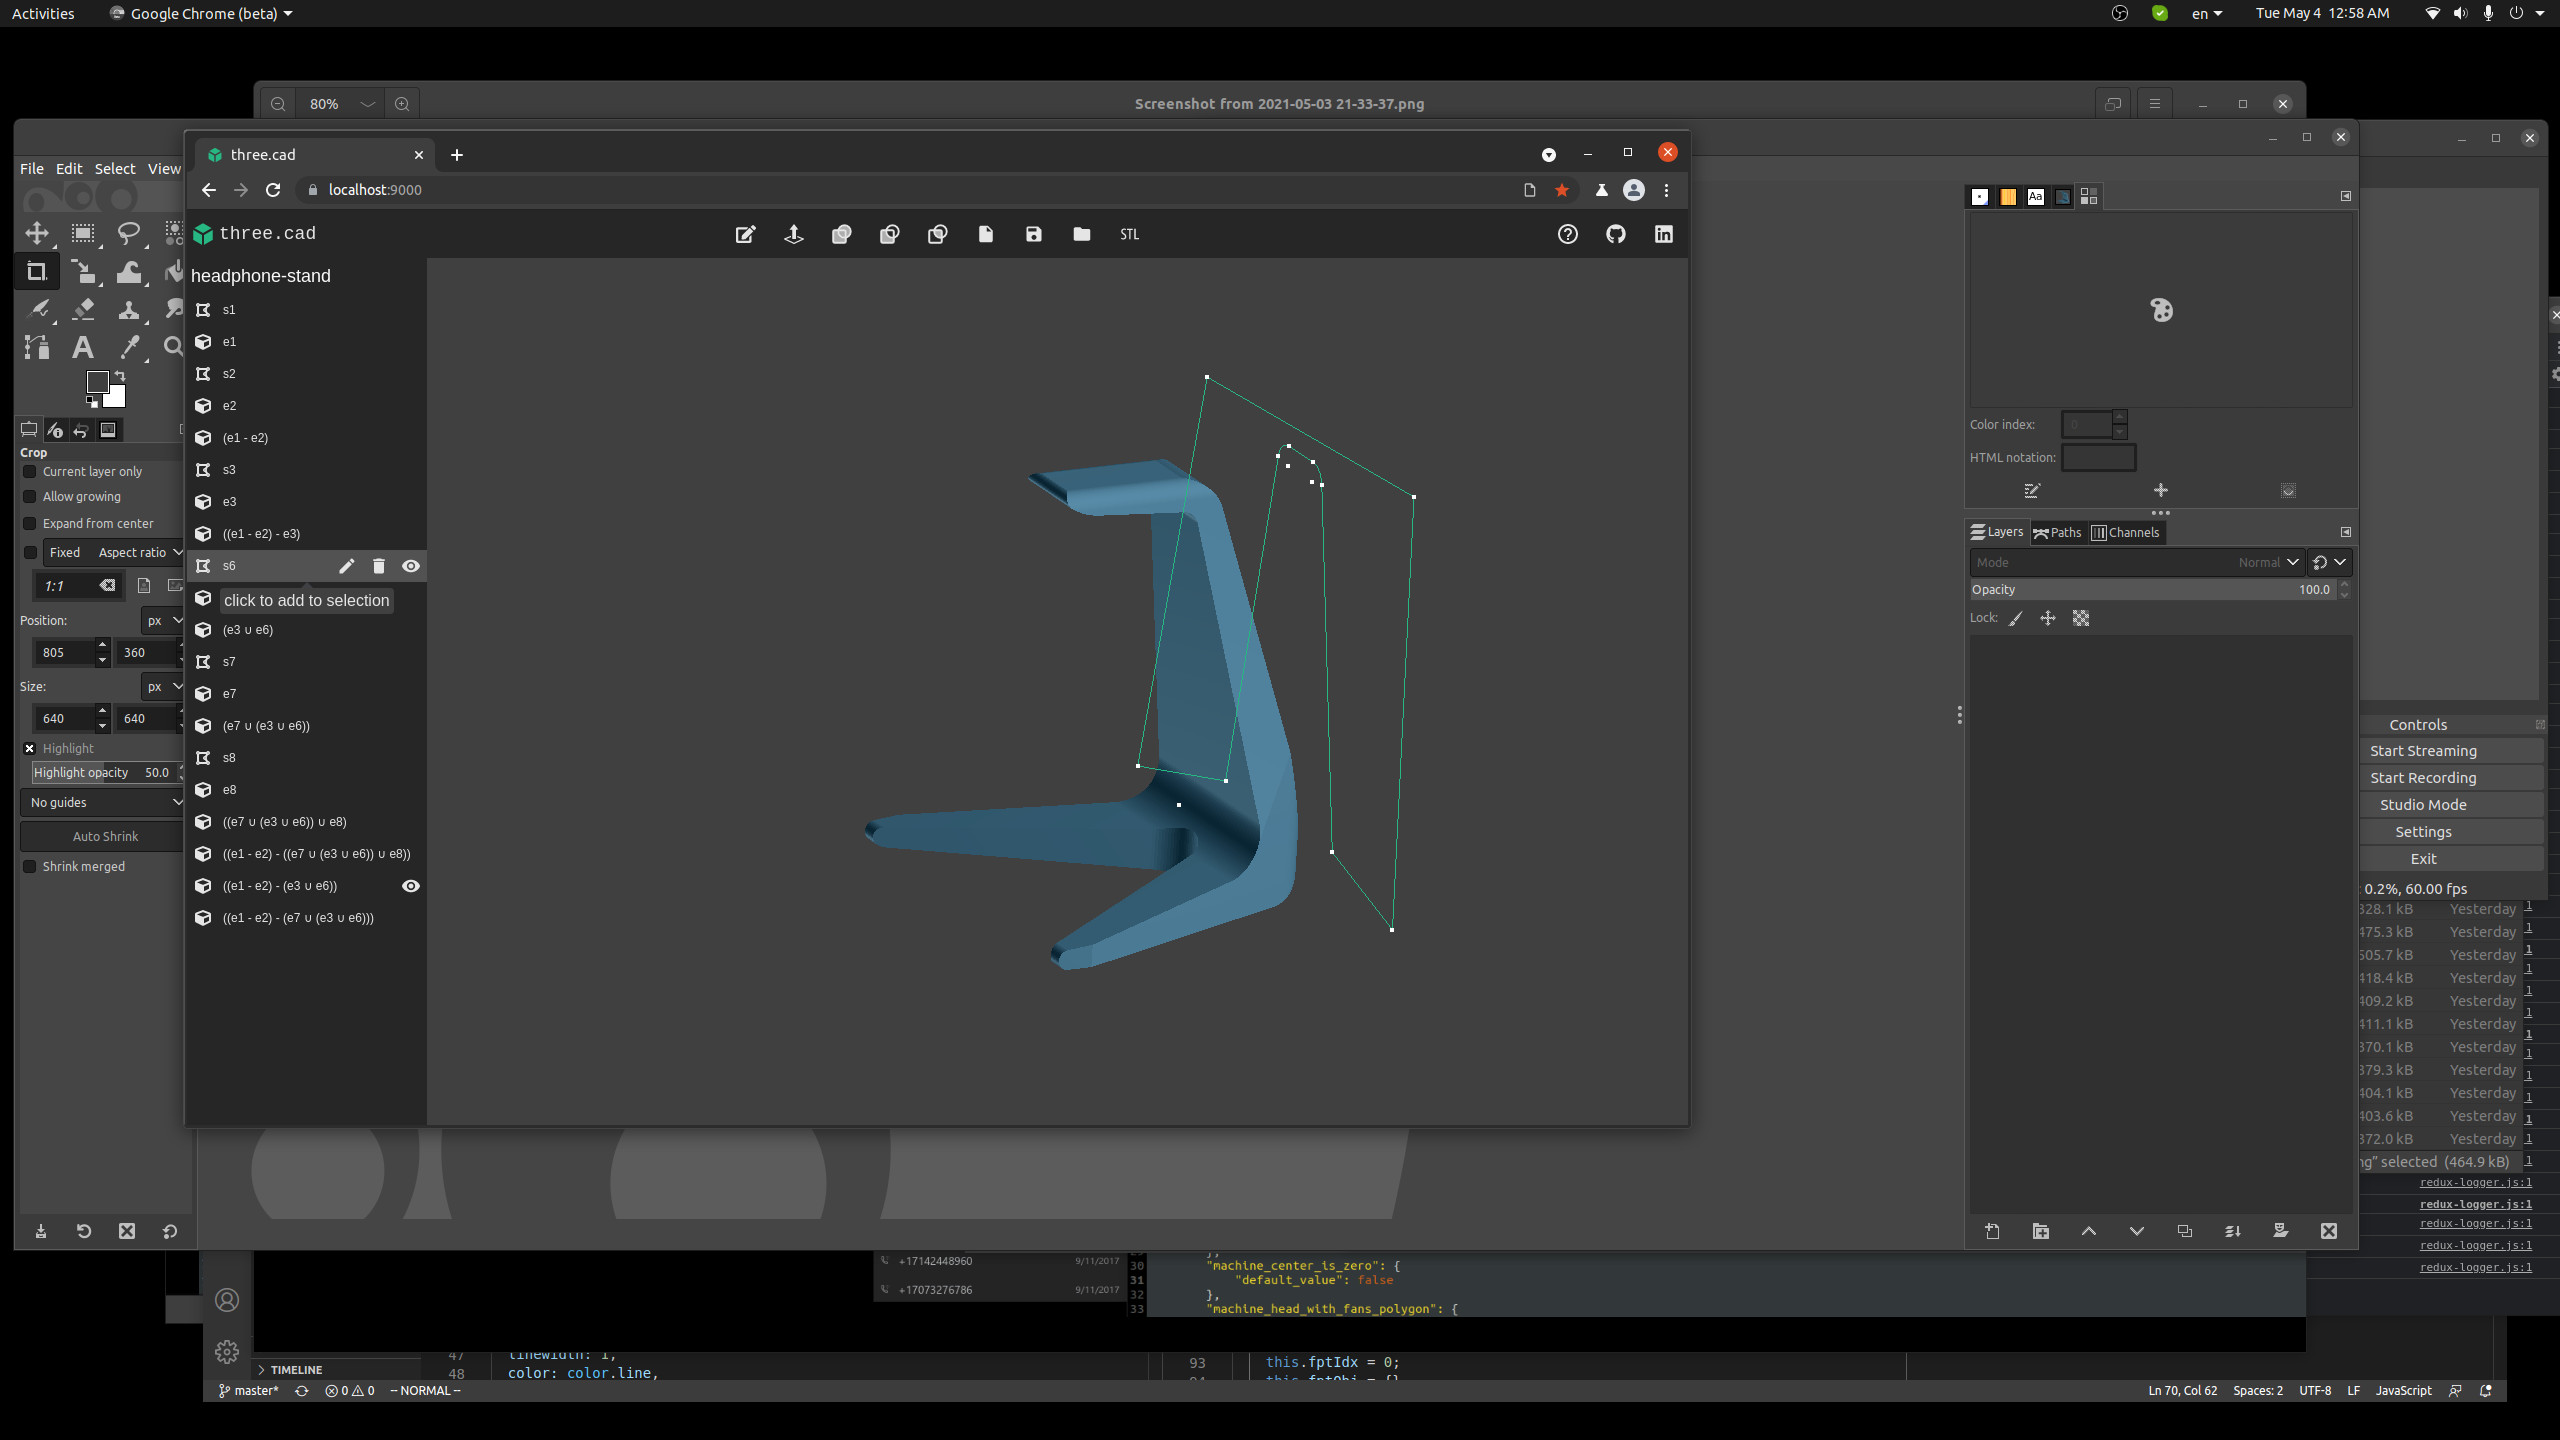 Activities
Google Chrome (beta)
en
Tue May 4 12:58 AM
80%
Screenshot from 2021-05-03 21-33-37.png
File Edit Select View
three.cad
localhost:9000
three.cad
STL
headphone-stand
s1
e1
s2
e2
(e1 - e2)
s3
e3
((e1 - e2) - e3)
s6
click to add to selection
(e3 ∪ e6)
s7
e7
(e7 ∪ (e3 ∪ e6))
s8
e8
((e7 ∪ (e3 ∪ e6)) ∪ e8)
((e1 - e2) - ((e7 ∪ (e3 ∪ e6)) ∪ e8))
((e1 - e2) - (e3 ∪ e6))
((e1 - e2) - (e7 ∪ (e3 ∪ e6)))
Crop
Current layer only
Allow growing
Expand from center
Fixed Aspect ratio
1:1
Position: px
805 360
Size: px
640 640
Highlight
Highlight opacity 50.0
No guides
Auto Shrink
Shrink merged
Aa
Color index: 0
HTML notation:
Layers Paths Channels
Mode Normal
Opacity 100.0
Lock:
Controls
Start Streaming
Start Recording
Studio Mode
Settings
Exit
: 0.2%, 60.00 fps
328.1 kB Yesterday
475.3 kB Yesterday
505.7 kB Yesterday
418.4 kB Yesterday
409.2 kB Yesterday
411.1 kB Yesterday
370.1 kB Yesterday
379.3 kB Yesterday
404.1 kB Yesterday
403.6 kB Yesterday
372.0 kB Yesterday
ng” selected (464.9 kB)
redux-logger.js:1
redux-logger.js:1
redux-logger.js:1
redux-logger.js:1
redux-logger.js:1
+17142448960 9/11/2017
+17073276786 9/11/2017
30 "machine_center_is_zero": {
31 "default_value": false
32 },
33 "machine_head_with_fans_polygon": {
TIMELINE
47 linewidth: 1,
48 color: color.line,
93 this.fptIdx = 0;
94 this.fptObj = {}
master* 0 0 -- NORMAL --
Ln 70, Col 62 Spaces: 2 UTF-8 LF JavaScript